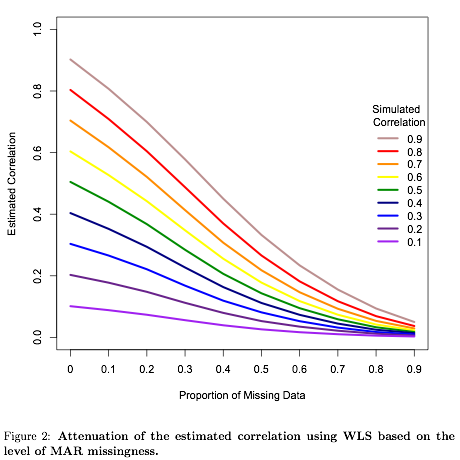 1.0
0.8
0.6
0.4
0.2
0.0
Estimated Correlation
Simulated
Correlation
0.9
0.8
0.7
0.6
0.5
0.4
0.3
0.2
0.1
0 0.1 0.2 0.3 0.4 0.5 0.6 0.7 0.8 0.9
Proportion of Missing Data
Figure 2: Attenuation of the estimated correlation using WLS based on the
level of MAR missingness.